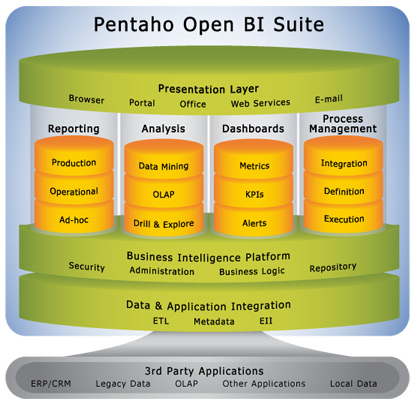 Pentaho Open BI Suite
Presentation Layer
Browser Portal Office Web Services E-mail
Reporting Analysis Dashboards Process Management
Production Data Mining Metrics Integration
Operational OLAP KPIs Definition
Ad-hoc Drill & Explore Alerts Execution
Business Intelligence Platform
Security Administration Business Logic Repository
Data & Application Integration
ETL Metadata EII
3rd Party Applications
ERP/CRM Legacy Data OLAP Other Applications Local Data